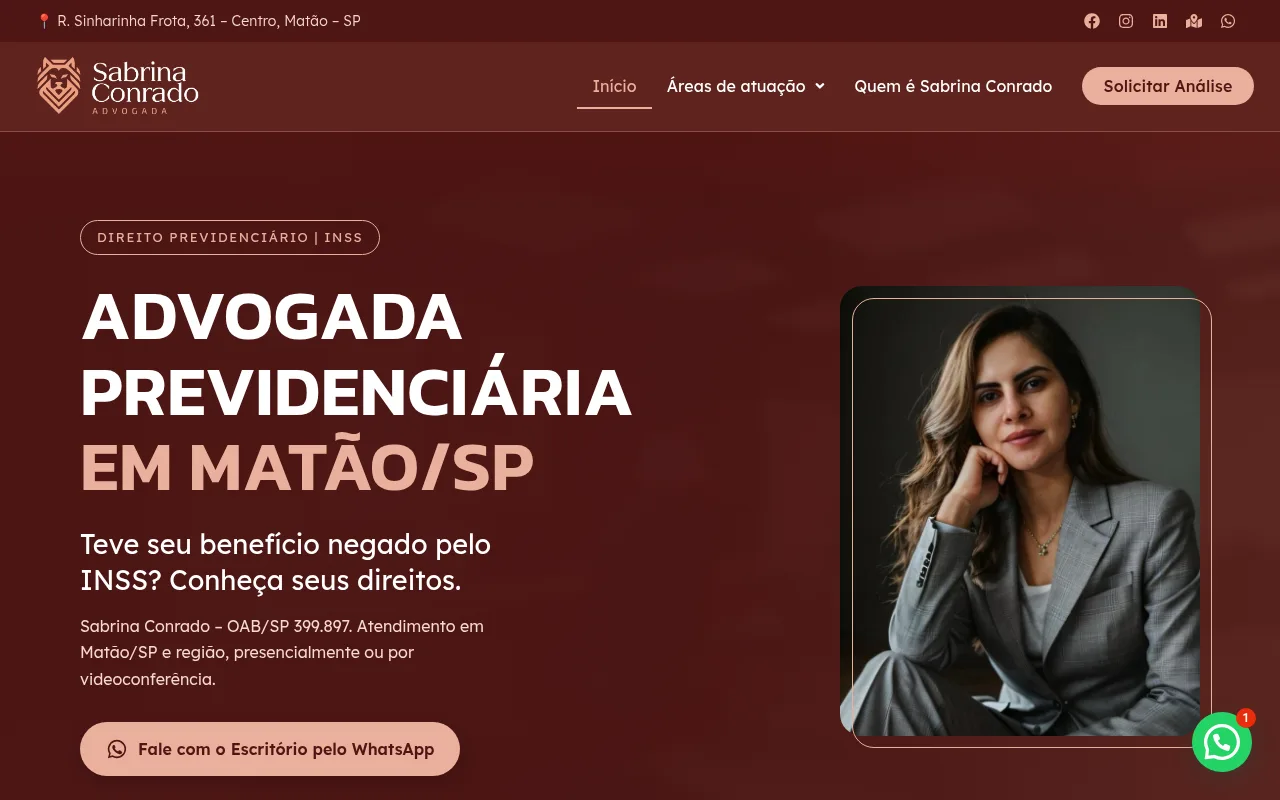 R. Sinharinha Frota, 361 – Centro, Matão – SP
Sabrina
Conrado
ADVOGADA
Início
Áreas de atuação
Quem é Sabrina Conrado
Solicitar Análise
DIREITO PREVIDENCIÁRIO | INSS
ADVOGADA
PREVIDENCIÁRIA
EM MATÃO/SP
Teve seu benefício negado pelo
INSS? Conheça seus direitos.
Sabrina Conrado – OAB/SP 399.897. Atendimento em
Matão/SP e região, presencialmente ou por
videoconferência.
Fale com o Escritório pelo WhatsApp
1